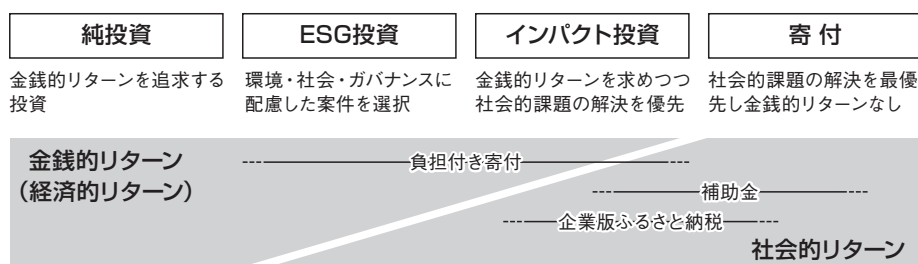 純投資
ESG投資
インパクト投資
寄 付
金銭的リターンを追求する
投資
環境・社会・ガバナンスに
配慮した案件を選択
金銭的リターンを求めつつ
社会的課題の解決を優先
社会的課題の解決を最優
先し金銭的リターンなし
金銭的リターン
（経済的リターン）
負担付き寄付
補助金
企業版ふるさと納税
社会的リターン